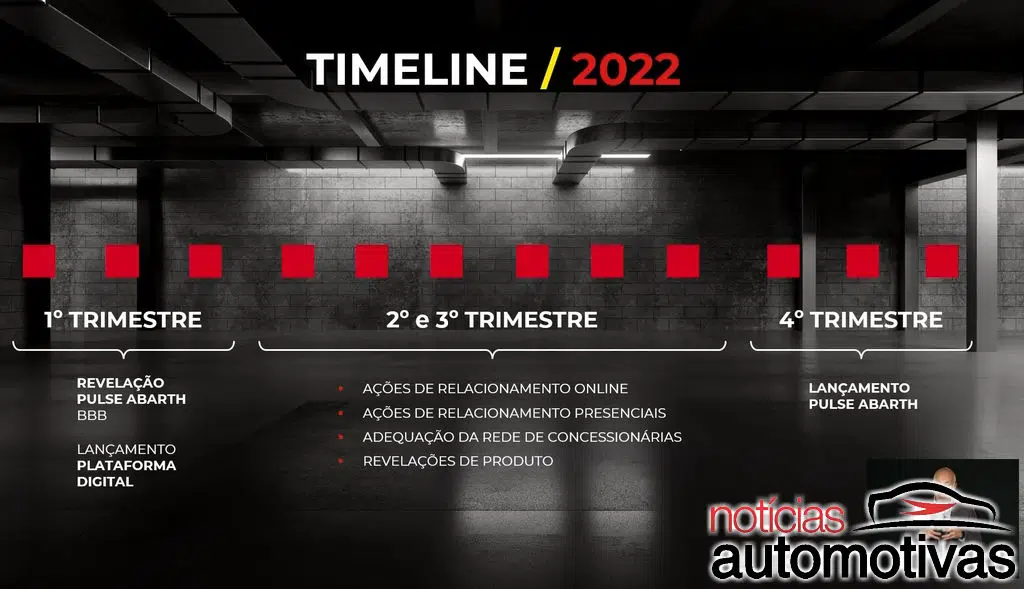 TIMELINE / 2022
1º TRIMESTRE
REVELAÇÃO
PULSE ABARTH
BBB
LANÇAMENTO
PLATAFORMA
DIGITAL
2º e 3º TRIMESTRE
AÇÕES DE RELACIONAMENTO ONLINE
AÇÕES DE RELACIONAMENTO PRESENCIAIS
ADEQUAÇÃO DA REDE DE CONCESSIONÁRIAS
REVELAÇÕES DE PRODUTO
4º TRIMESTRE
LANÇAMENTO
PULSE ABARTH
notícias
automotivas